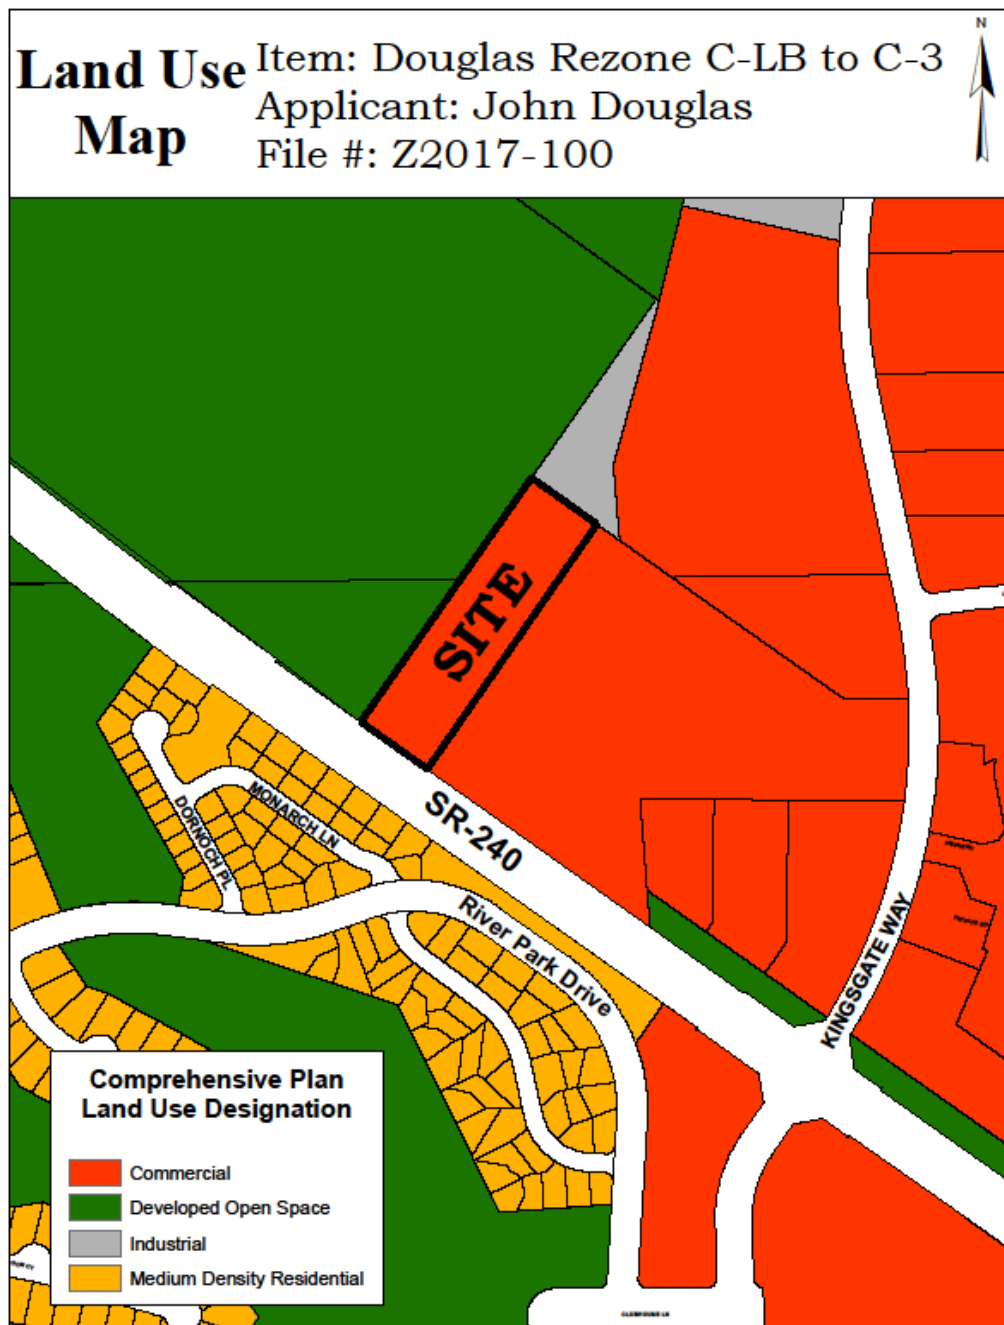 Land Use
Map
Item: Douglas Rezone C-LB to C-3
Applicant: John Douglas
File #: Z2017-100
N
SITE
SR-240
MONARCH LN
DORNOCH PL
River Park Drive
KINGSGATE WAY
Comprehensive Plan
Land Use Designation
Commercial
Developed Open Space
Industrial
Medium Density Residential
CLUBHOUSE LN